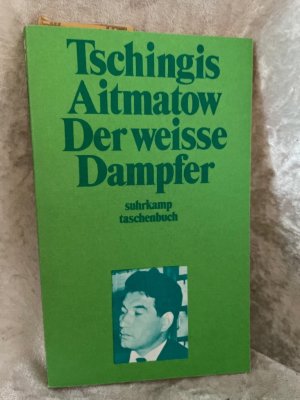 Tschingis
Aitmatow
Der weisse
Dampfer
suhrkamp
taschenbuch